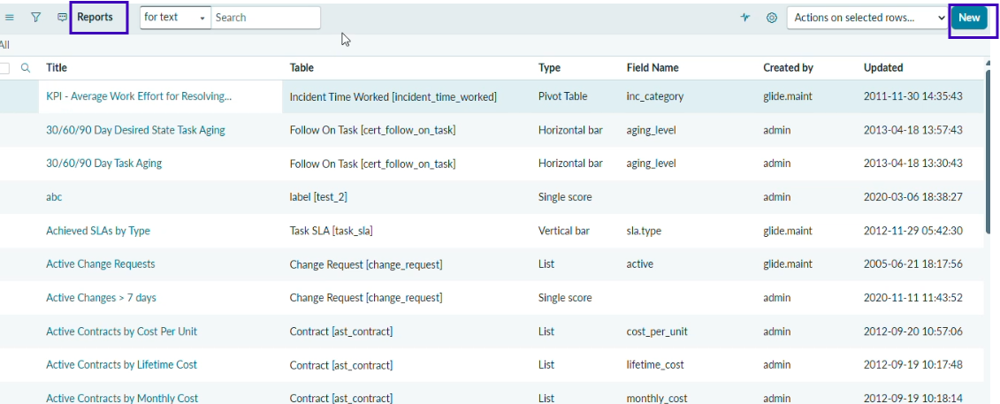 Reports for text Search Actions on selected rows... New
All
Title Table Type Field Name Created by Updated
KPI - Average Work Effort for Resolving... Incident Time Worked [incident_time_worked] Pivot Table inc_category glide.maint 2011-11-30 14:35:43
30/60/90 Day Desired State Task Aging Follow On Task [cert_follow_on_task] Horizontal bar aging_level admin 2013-04-18 13:57:43
30/60/90 Day Task Aging Follow On Task [cert_follow_on_task] Horizontal bar aging_level admin 2013-04-18 13:30:43
abc label [test_2] Single score admin 2020-03-06 18:38:27
Achieved SLAs by Type Task SLA [task_sla] Vertical bar sla.type glide.maint 2012-11-29 05:42:30
Active Change Requests Change Request [change_request] List active glide.maint 2005-06-21 18:17:56
Active Changes > 7 days Change Request [change_request] Single score admin 2020-11-11 11:43:52
Active Contracts by Cost Per Unit Contract [ast_contract] List cost_per_unit admin 2012-09-20 10:57:06
Active Contracts by Lifetime Cost Contract [ast_contract] List lifetime_cost admin 2012-09-19 10:17:48
Active Contracts by Monthly Cost Contract [ast_contract] List monthly_cost admin 2012-09-19 10:18:14